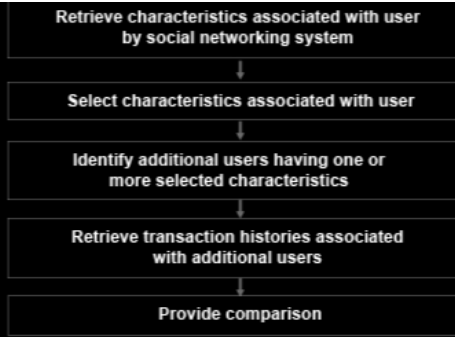 Retrieve characteristics associated with user
by social networking system
Select characteristics associated with user
Identify additional users having one or
more selected characteristics
Retrieve transaction histories associated
with additional users
Provide comparison